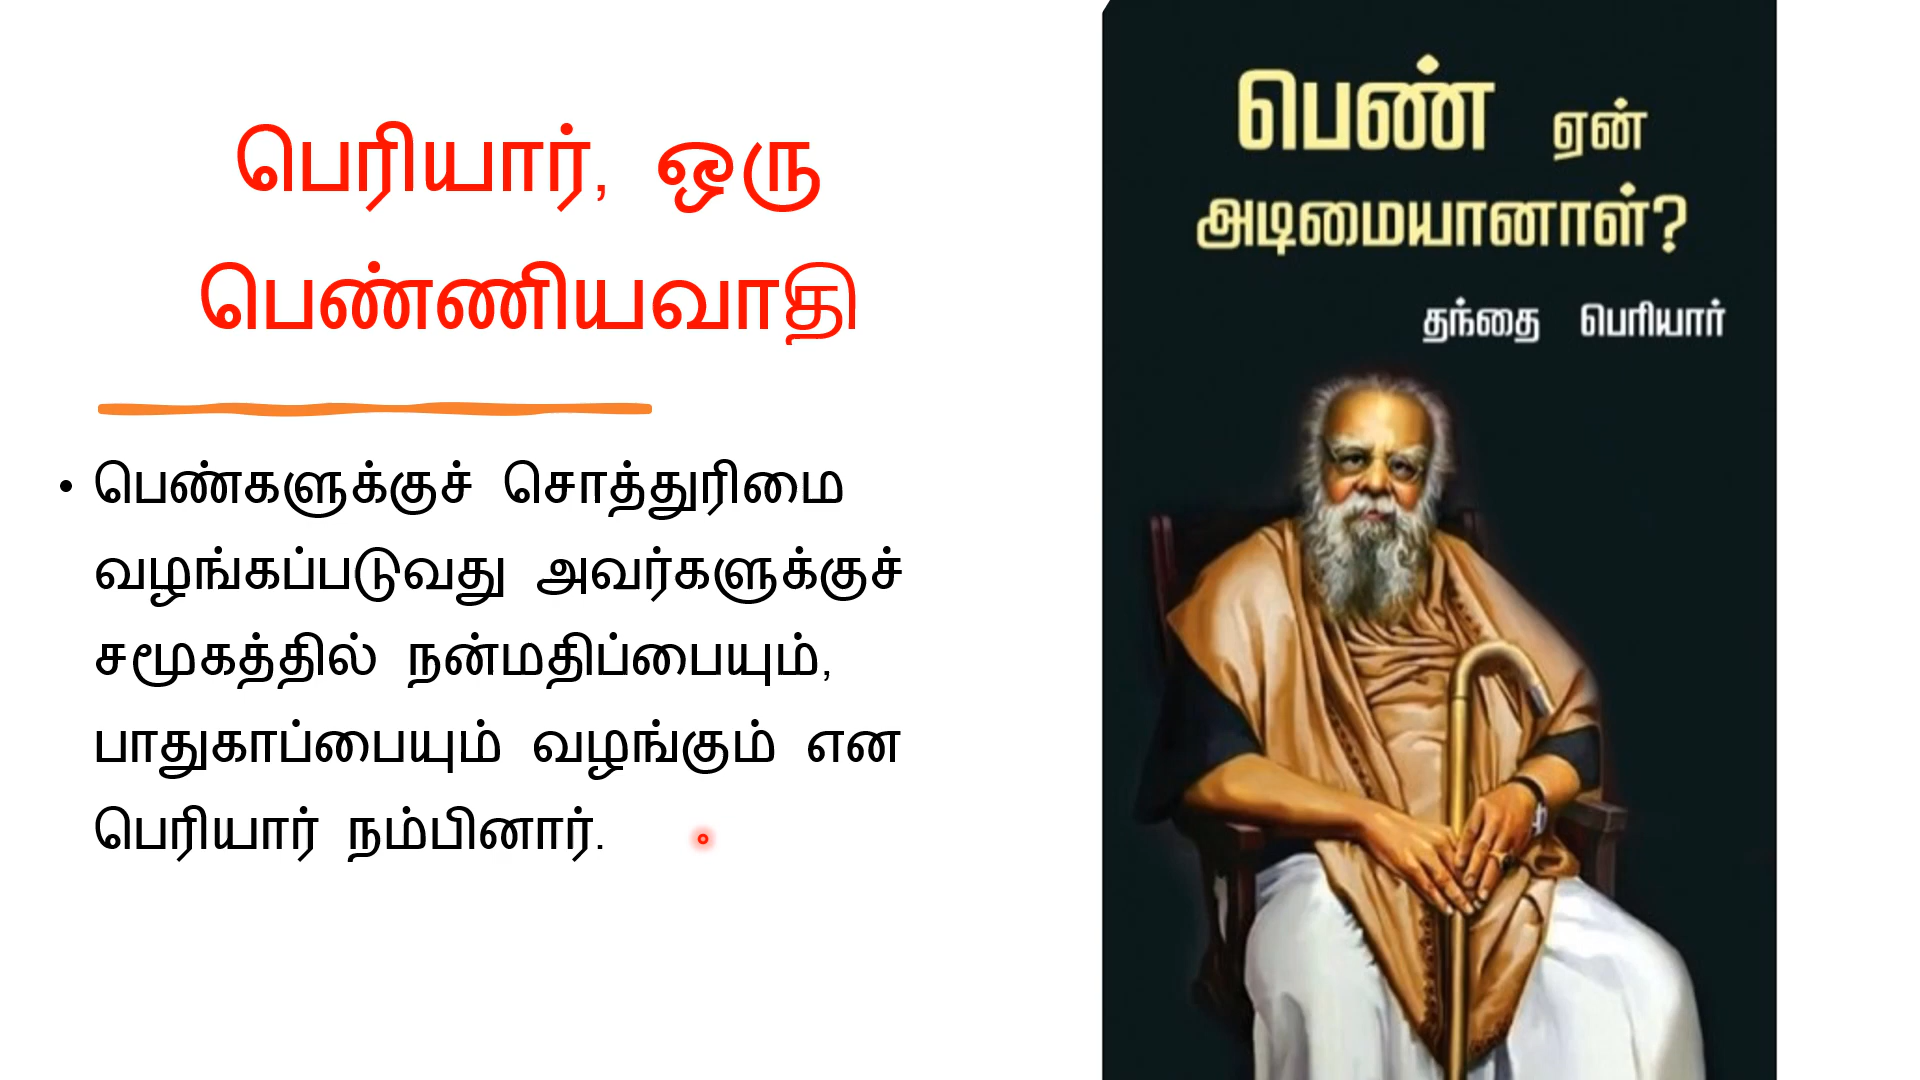 பெரியார், ஒரு
பெண்ணியவாதி
• பெண்களுக்குச் சொத்துரிமை
வழங்கப்படுவது அவர்களுக்குச்
சமூகத்தில் நன்மதிப்பையும்,
பாதுகாப்பையும் வழங்கும் என
பெரியார் நம்பினார்.
பெண் ஏன்
அடிமையானாள்?
தந்தை பெரியார்